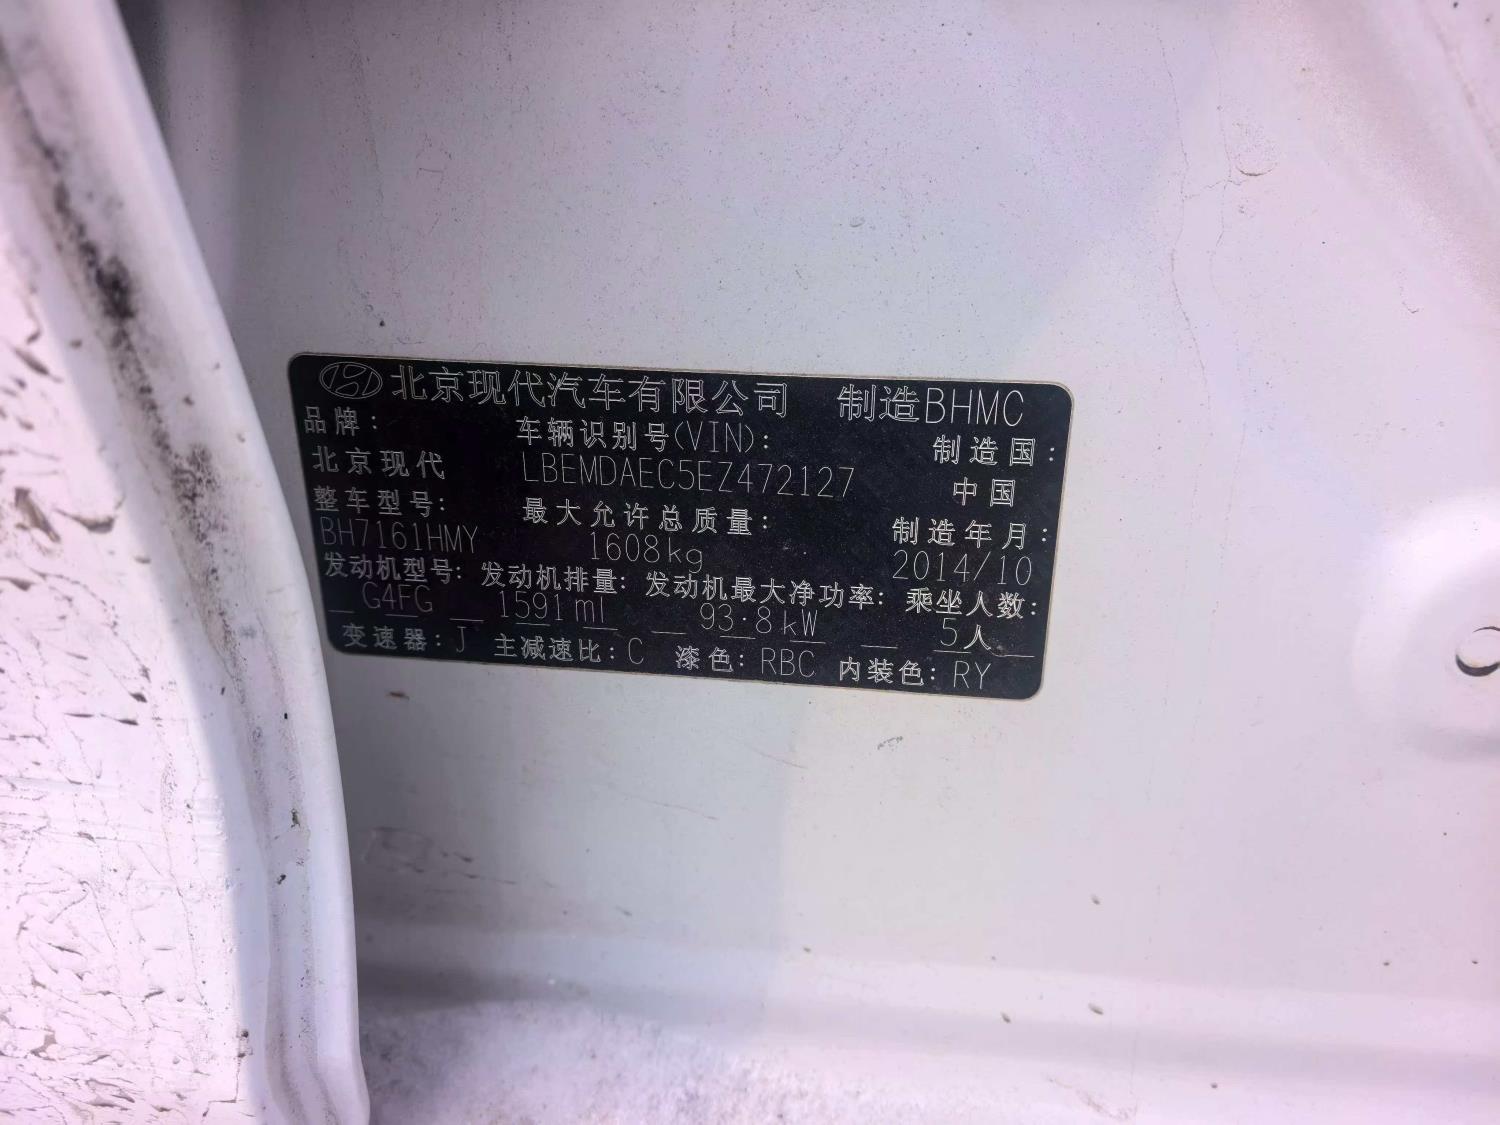 北京现代汽车有限公司 制造BHMC
品牌： 车辆识别号(VIN)： 制造国：
北京现代 LBEMDAEC5EZ472127 中国
整车型号： 最大允许总质量： 制造年月：
BH7161HMY 1608kg 2014/10
发动机型号： 发动机排量： 发动机最大净功率： 乘坐人数：
G4FG 1591ml 93.8kW 5人
变速器：J 主减速比：C 漆色：RBC 内装色：RY